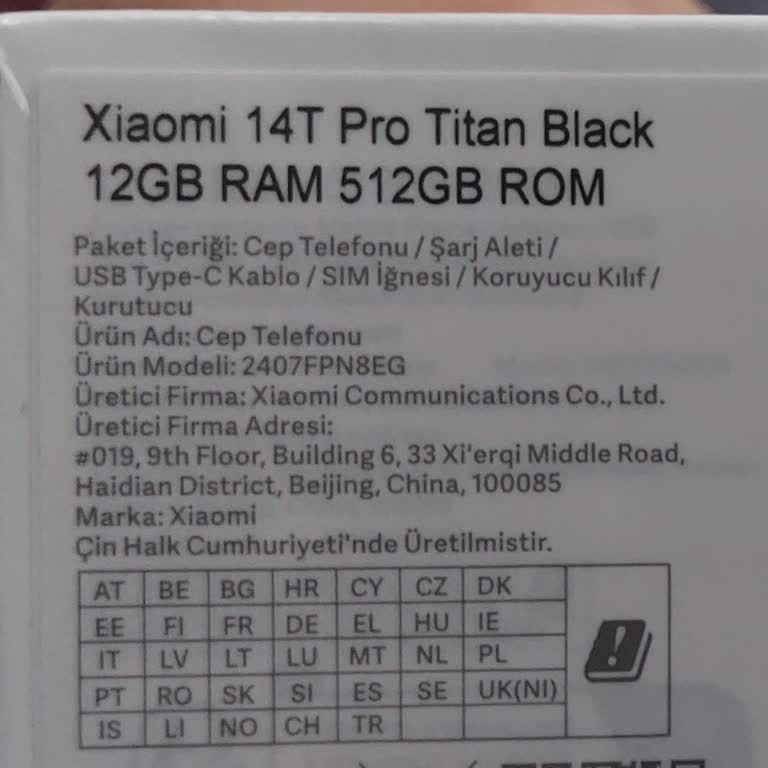 Xiaomi 14T Pro Titan Black
12GB RAM 512GB ROM
Paket İçeriği: Cep Telefonu / Şarj Aleti /
USB Type-C Kablo / SIM İğnesi / Koruyucu Kılıf /
Kurutucu
Ürün Adı: Cep Telefonu
Ürün Modeli: 2407FPN8EG
Üretici Firma: Xiaomi Communications Co., Ltd.
Üretici Firma Adresi:
#019, 9th Floor, Building 6, 33 Xi'erqi Middle Road,
Haidian District, Beijing, China, 100085
Marka: Xiaomi
Çin Halk Cumhuriyeti'nde Üretilmistir.
AT BE BG HR CY CZ DK
EE FI FR DE EL HU IE
IT LV LT LU MT NL PL
PT RO SK SI ES SE UK(NI)
IS LI NO CH TR